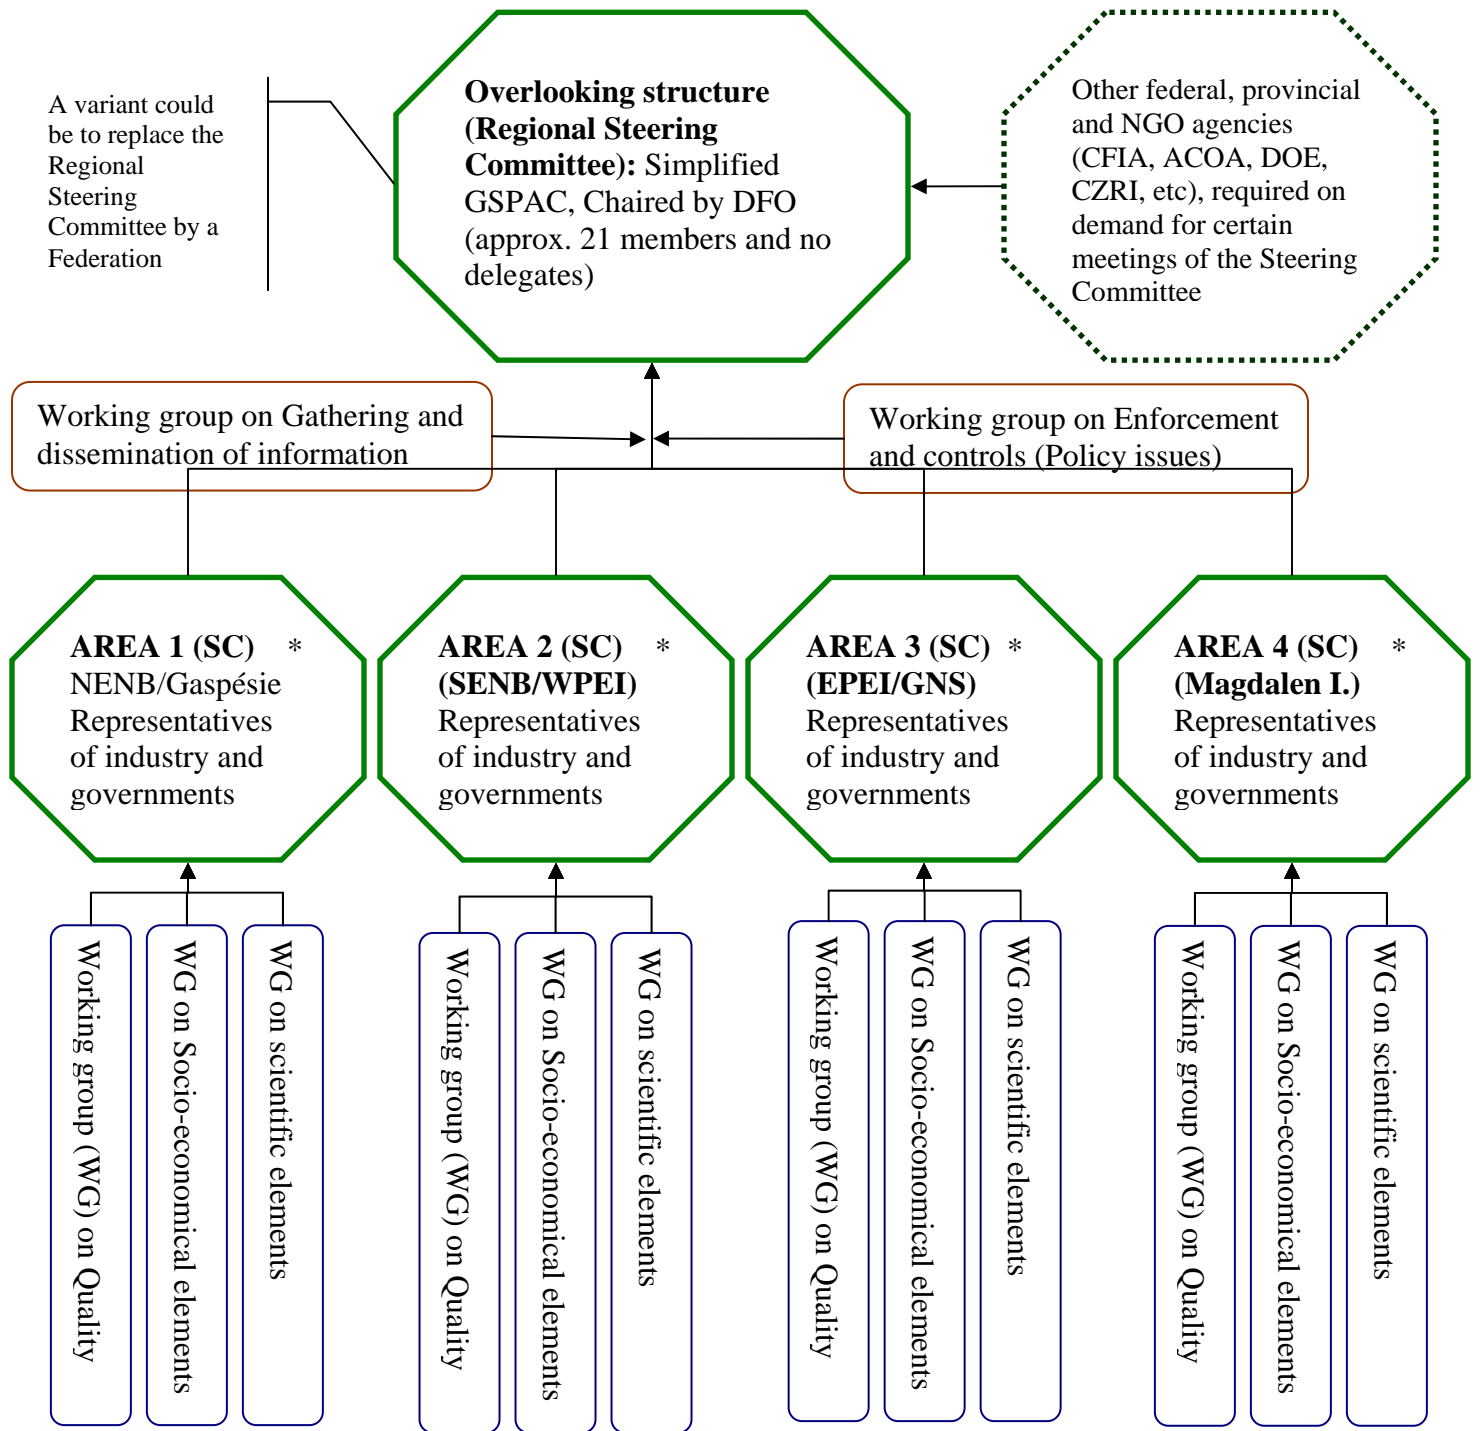 A variant could
be to replace the
Regional
Steering
Committee by a
Federation
Overlooking structure
(Regional Steering
Committee): Simplified
GSPAC, Chaired by DFO
(approx. 21 members and no
delegates)
Other federal, provincial
and NGO agencies
(CFIA, ACOA, DOE,
CZRI, etc), required on
demand for certain
meetings of the Steering
Committee
Working group on Gathering and
dissemination of information
Working group on Enforcement
and controls (Policy issues)
AREA 1 (SC) *
NENB/Gaspésie
Representatives
of industry and
governments
AREA 2 (SC) *
(SENB/WPEI)
Representatives
of industry and
governments
AREA 3 (SC) *
(EPEI/GNS)
Representatives
of industry and
governments
AREA 4 (SC) *
(Magdalen I.)
Representatives
of industry and
governments
Working group (WG) on Quality
WG on Socio-economical elements
WG on scientific elements
Working group (WG) on Quality
WG on Socio-economical elements
WG on scientific elements
Working group (WG) on Quality
WG on Socio-economical elements
WG on scientific elements
Working group (WG) on Quality
WG on Socio-economical elements
WG on scientific elements